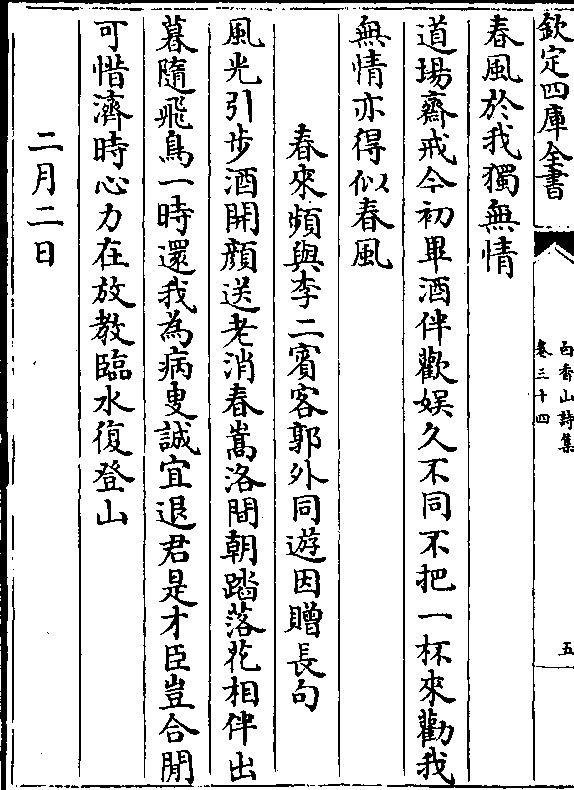 欽定四庫全書
白香山詩集
卷三十四
五
春風於我獨無情
道場齋戒今初畢酒伴歡娛久不同不把一杯來勸我
無情亦得似春風
春來頻與李二賓客郭外同遊因贈長句
風光引步酒開顔送老消春嵩洛間朝踏落花相伴出
暮隨飛鳥一時還我為病叟誠宜退君是才臣豈合閒
可惜濟時心力在放教臨水復登山
二月二日